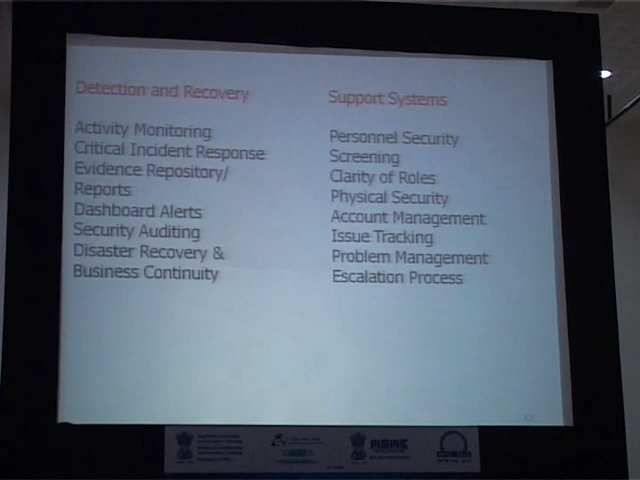 Detection and Recovery
Activity Monitoring
Critical Incident Response
Evidence Repository/
Reports
Dashboard Alerts
Security Auditing
Disaster Recovery &
Business Continuity
Support Systems
Personnel Security
Screening
Clarity of Roles
Physical Security
Account Management
Issue Tracking
Problem Management
Escalation Process
MSME